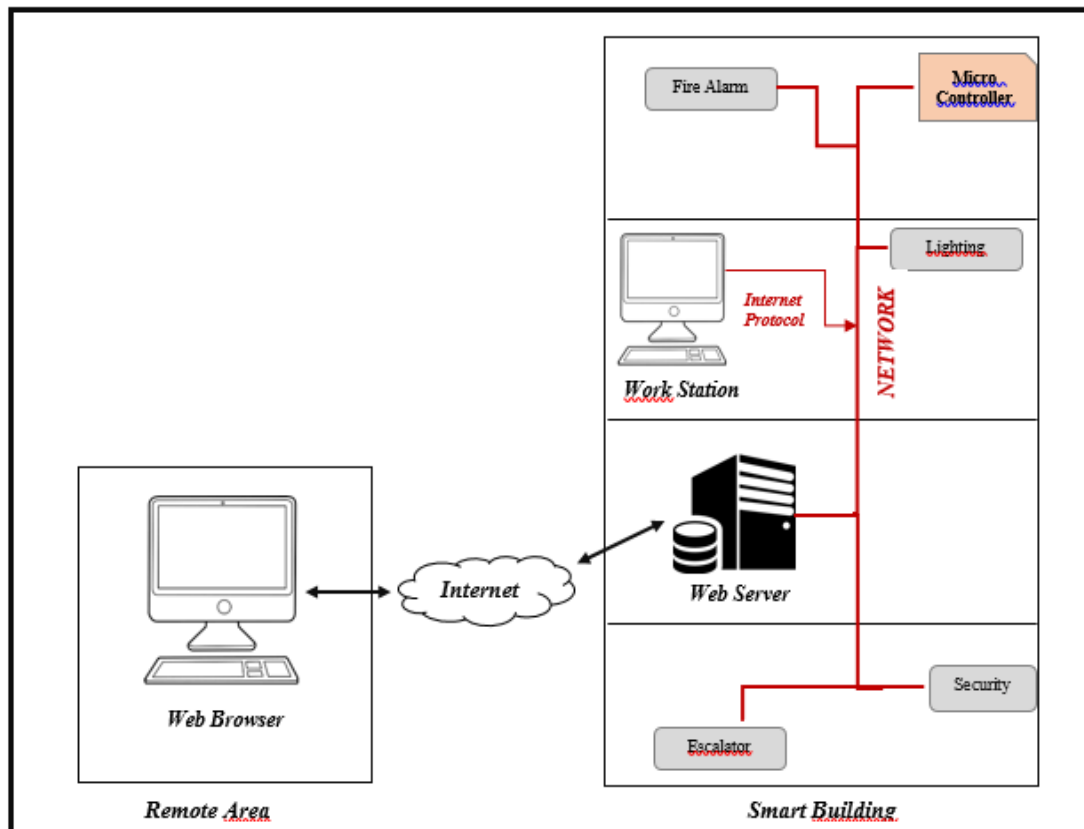 Fire Alarm
Micro
Controller
Lighting
Internet
Protocol
NETWORK
Work Station
Internet
Web Server
Web Browser
Security
Escalator
Remote Area
Smart Building